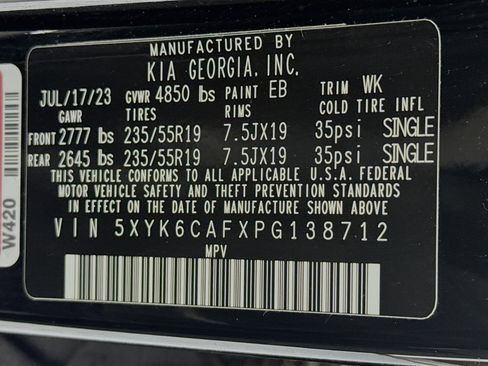 MANUFACTURED BY
KIA GEORGIA, INC.
JUL/17/23 GVWR 4850 lbs PAINT EB TRIM WK
GAWR TIRES RIMS COLD TIRE INFL
FRONT 2777 lbs 235/55R19 7.5JX19 35psi SINGLE
REAR 2645 lbs 235/55R19 7.5JX19 35psi SINGLE
THIS VEHICLE CONFORMS TO ALL APPLICABLE U.S.A. FEDERAL
MOTOR VEHICLE SAFETY AND THEFT PREVENTION STANDARDS
IN EFFECT ON THE DATE OF MANUFACTURE SHOWN ABOVE.
VIN 5XYK6CAFXPG138712
MPV
W420